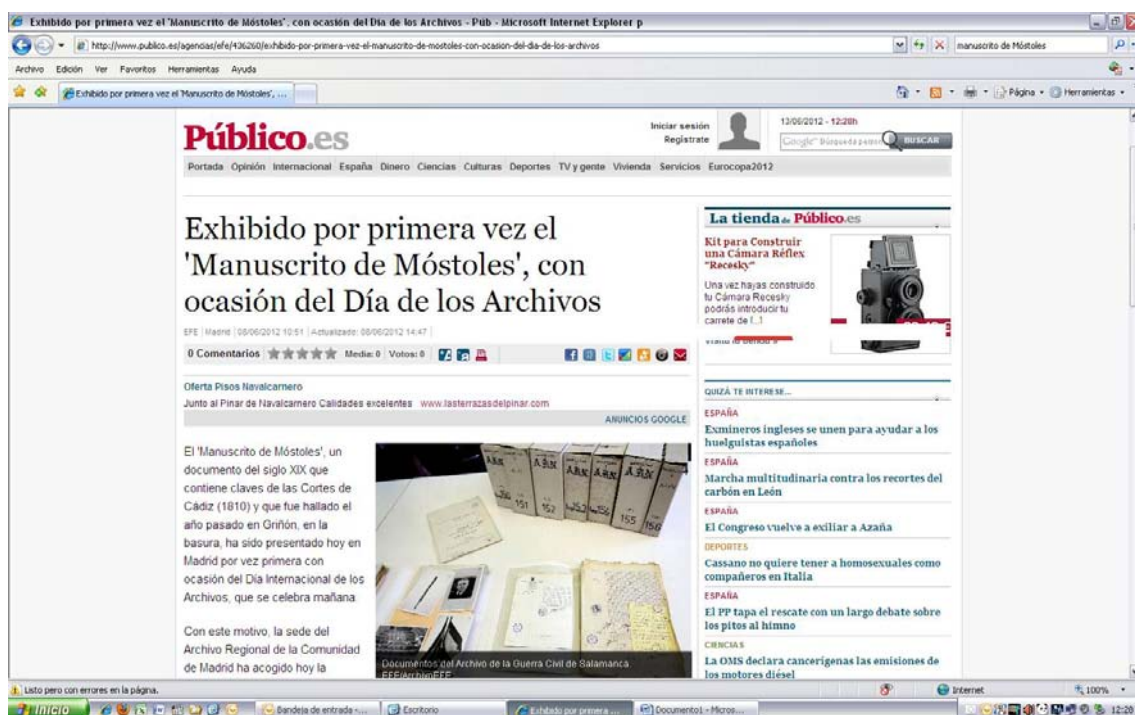 Exhibido por primera vez el 'Manuscrito de Móstoles', con ocasión del Día de los Archivos - Púb - Microsoft Internet Explorer p
http://www.publico.es/agencias/efe/436260/exhibido-por-primera-vez-el-manuscrito-de-mostoles-con-ocasion-del-dia-de-los-archivos
manuscrito de Móstoles
Archivo Edición Ver Favoritos Herramientas Ayuda
Exhibido por primera vez el 'Manuscrito de Móstoles', ...
Página
Herramientas
Público.es
Iniciar sesión
Regístrate
13/06/2012 - 12:20h
Google
BUSCAR
Portada Opinión Internacional España Dinero Ciencias Culturas Deportes TV y gente Vivienda Servicios Eurocopa2012
Exhibido por primera vez el
'Manuscrito de Móstoles', con
ocasión del Día de los Archivos
EFE Madrid 08/06/2012 10:51 Actualizado: 08/06/2012 14:47
0 Comentarios Media: 0 Votos: 0
Oferta Pisos Navalcarnero
Junto al Pinar de Navalcarnero Calidades excelentes www.lasterrazasdelpinar.com
ANUNCIOS GOOGLE
El 'Manuscrito de Móstoles', un
documento del siglo XIX que
contiene claves de las Cortes de
Cádiz (1810) y que fue hallado el
año pasado en Griñón, en la
basura, ha sido presentado hoy en
Madrid por vez primera con
ocasión del Día Internacional de los
Archivos, que se celebra mañana.
Con este motivo, la sede del
Archivo Regional de la Comunidad
de Madrid ha acogido hoy la
151 152 155 156
Documentos del Archivo de la Guerra Civil de Salamanca.
EFE/ArchivoEFE
La tienda de Público.es
Kit para Construir
una Cámara Réflex
"Recesky"
Una vez hayas construido
tu Cámara Recesky
podrás introducir tu
carrete de [...]
QUIZÁ TE INTERESE...
ESPAÑA
Exmineros ingleses se unen para ayudar a los
huelguistas españoles
ESPAÑA
Marcha multitudinaria contra los recortes del
carbón en León
ESPAÑA
El Congreso vuelve a exiliar a Azaña
DEPORTES
Cassano no quiere tener a homosexuales como
compañeros en Italia
ESPAÑA
El PP tapa el rescate con un largo debate sobre
los pitos al himno
CIENCIAS
La OMS declara cancerígenas las emisiones de
los motores diésel
Listo pero con errores en la página.
Internet
100%
Inicio
Bandeja de entrada -...
Escritorio
Exhibido por primera ...
Documento1 - Micros...
12:20